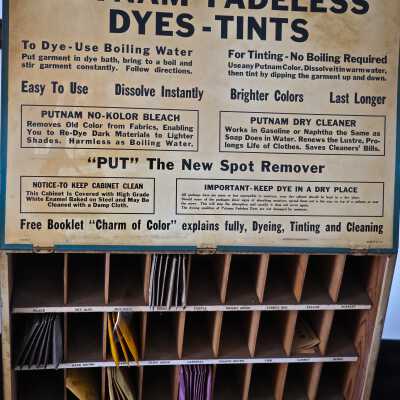 PUTNAM FADELESS
DYES-TINTS
To Dye-Use Boiling Water
Put garment in dye bath, bring to a boil and
stir garment constantly. Follow directions.
For Tinting-No Boiling Required
Use any Putnam Color. Dissolve it in warm water,
then tint by dipping the garment up and down.
Easy To Use Dissolve Instantly Brighter Colors Last Longer
PUTNAM NO-KOLOR BLEACH
Removes Old Color from Fabrics, Enabling
You to Re-Dye Dark Materials to Lighter
Shades. Harmless as Boiling Water.
PUTNAM DRY CLEANER
Works in Gasoline or Naphtha the Same as
Soap Does in Water. Renews the Lustre, Pro-
longs Life of Clothes. Saves Cleaners' Bills.
"PUT" The New Spot Remover
NOTICE-TO KEEP CABINET CLEAN
This Cabinet is Covered with High Grade
White Enamel Baked on Steel and May Be
Cleaned with a Damp Cloth.
IMPORTANT-KEEP DYE IN A DRY PLACE
Free Booklet "Charm of Color" explains fully, Dyeing, Tinting and Cleaning